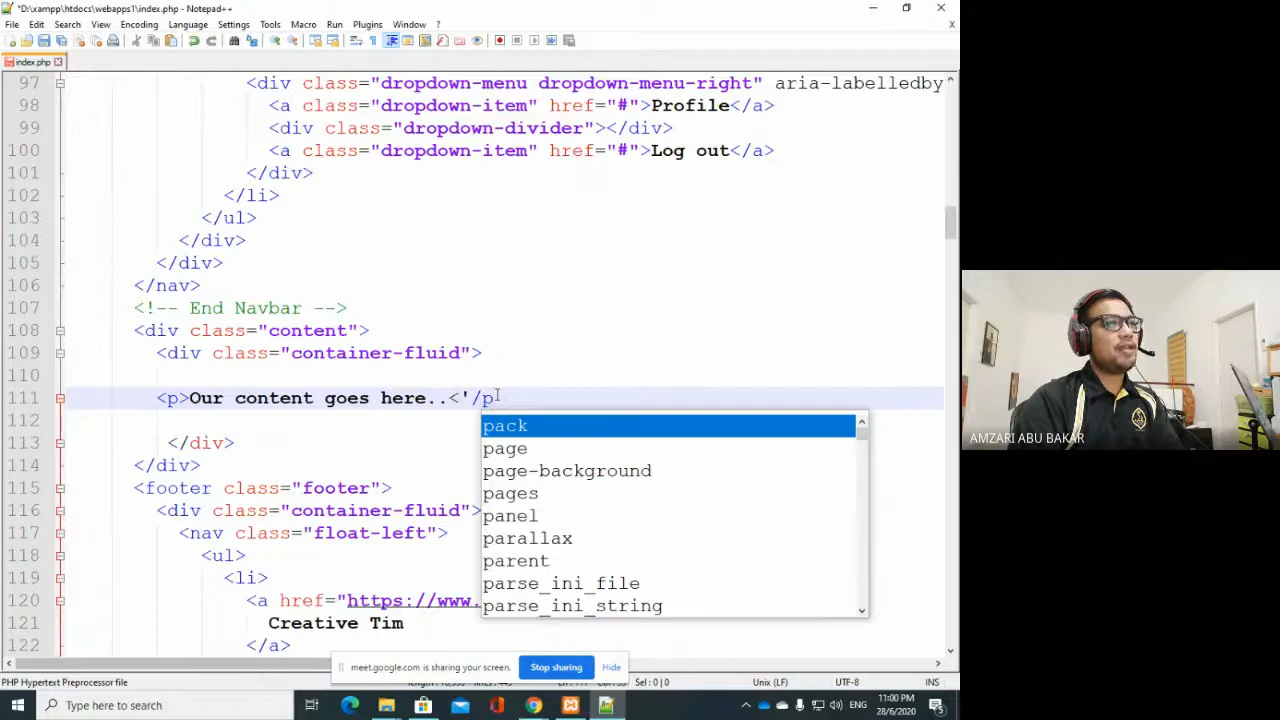 *D:\xampp\htdocs\webapps1\index.php - Notepad++
File Edit Search View Encoding Language Settings Tools Macro Run Plugins Window ?
index.php
97 <div class="dropdown-menu dropdown-menu-right" aria-labelledby
98 <a class="dropdown-item" href="#">Profile</a>
99 <div class="dropdown-divider"></div>
100 <a class="dropdown-item" href="#">Log out</a>
101 </div>
102 </li>
103 </ul>
104 </div>
105 </div>
106 </nav>
107 <!-- End Navbar -->
108 <div class="content">
109 <div class="container-fluid">
110
111 <p>Our content goes here..<'/p
112
113 </div>
114 </div>
115 <footer class="footer">
116 <div class="container-fluid">
117 <nav class="float-left">
118 <ul>
119 <li>
120 <a href="https://www.
121 Creative Tim
122 </a>
pack
page
page-background
pages
panel
parallax
parent
parse_ini_file
parse_ini_string
AMZARI ABU BAKAR
meet.google.com is sharing your screen. Stop sharing Hide
PHP Hypertext Preprocessor file
Sel : 0 | 0
Unix (LF)
UTF-8
INS
Type here to search
ENG
11:00 PM
28/6/2020
5